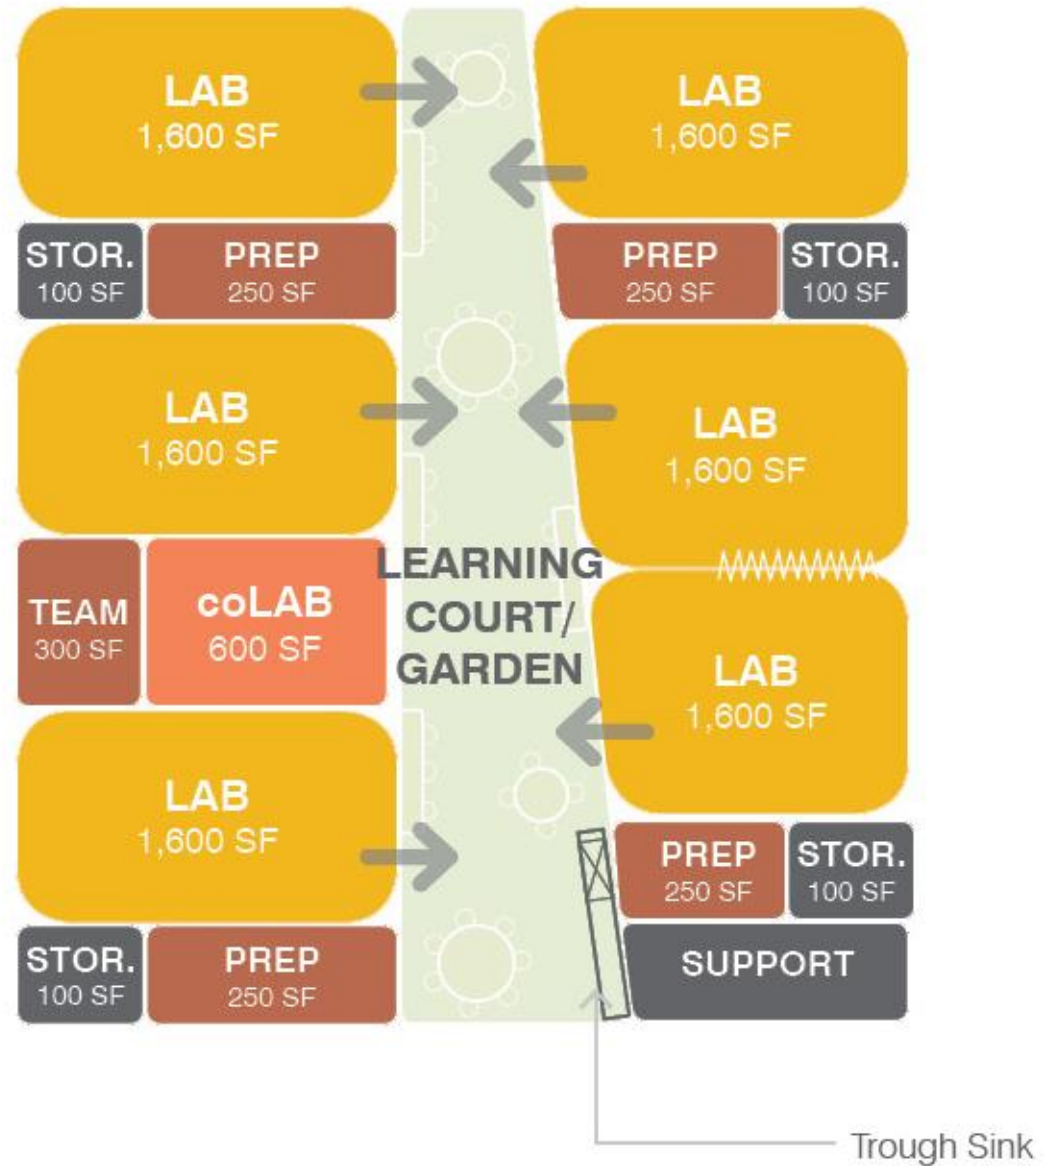 LAB
1,600 SF
LAB
1,600 SF
STOR.
100 SF
PREP
250 SF
PREP
250 SF
STOR.
100 SF
LAB
1,600 SF
LAB
1,600 SF
TEAM
300 SF
coLAB
600 SF
LEARNING
COURT/
GARDEN
LAB
1,600 SF
LAB
1,600 SF
PREP
250 SF
STOR.
100 SF
STOR.
100 SF
PREP
250 SF
SUPPORT
Trough Sink